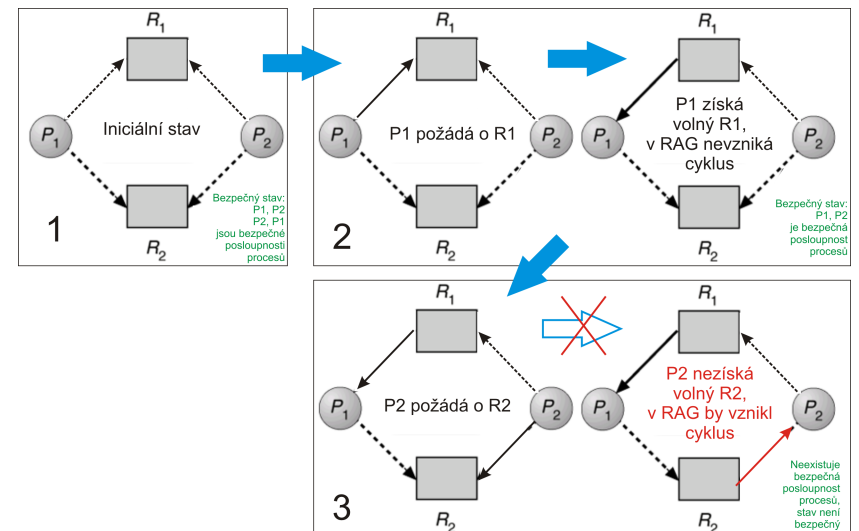 R1
P1
Iniciální stav
P2
Bezpečný stav:
P1, P2
P2, P1
jsou bezpečné
posloupnosti
procesů
1
R2
R1
P1
P1 požádá o R1
P2
2
R2
R1
P1
P1 získá
volný R1,
v RAG nevzniká
cyklus
P2
Bezpečný stav:
P1, P2
je bezpečná
posloupnost
procesů
R2
R1
P1
P2 požádá o R2
P2
3
R2
R1
P1
P2 nezíská
volný R2,
v RAG by vznikl
cyklus
P2
Neexistuje
bezpečná
posloupnost
procesů,
stav není
bezpečný
R2